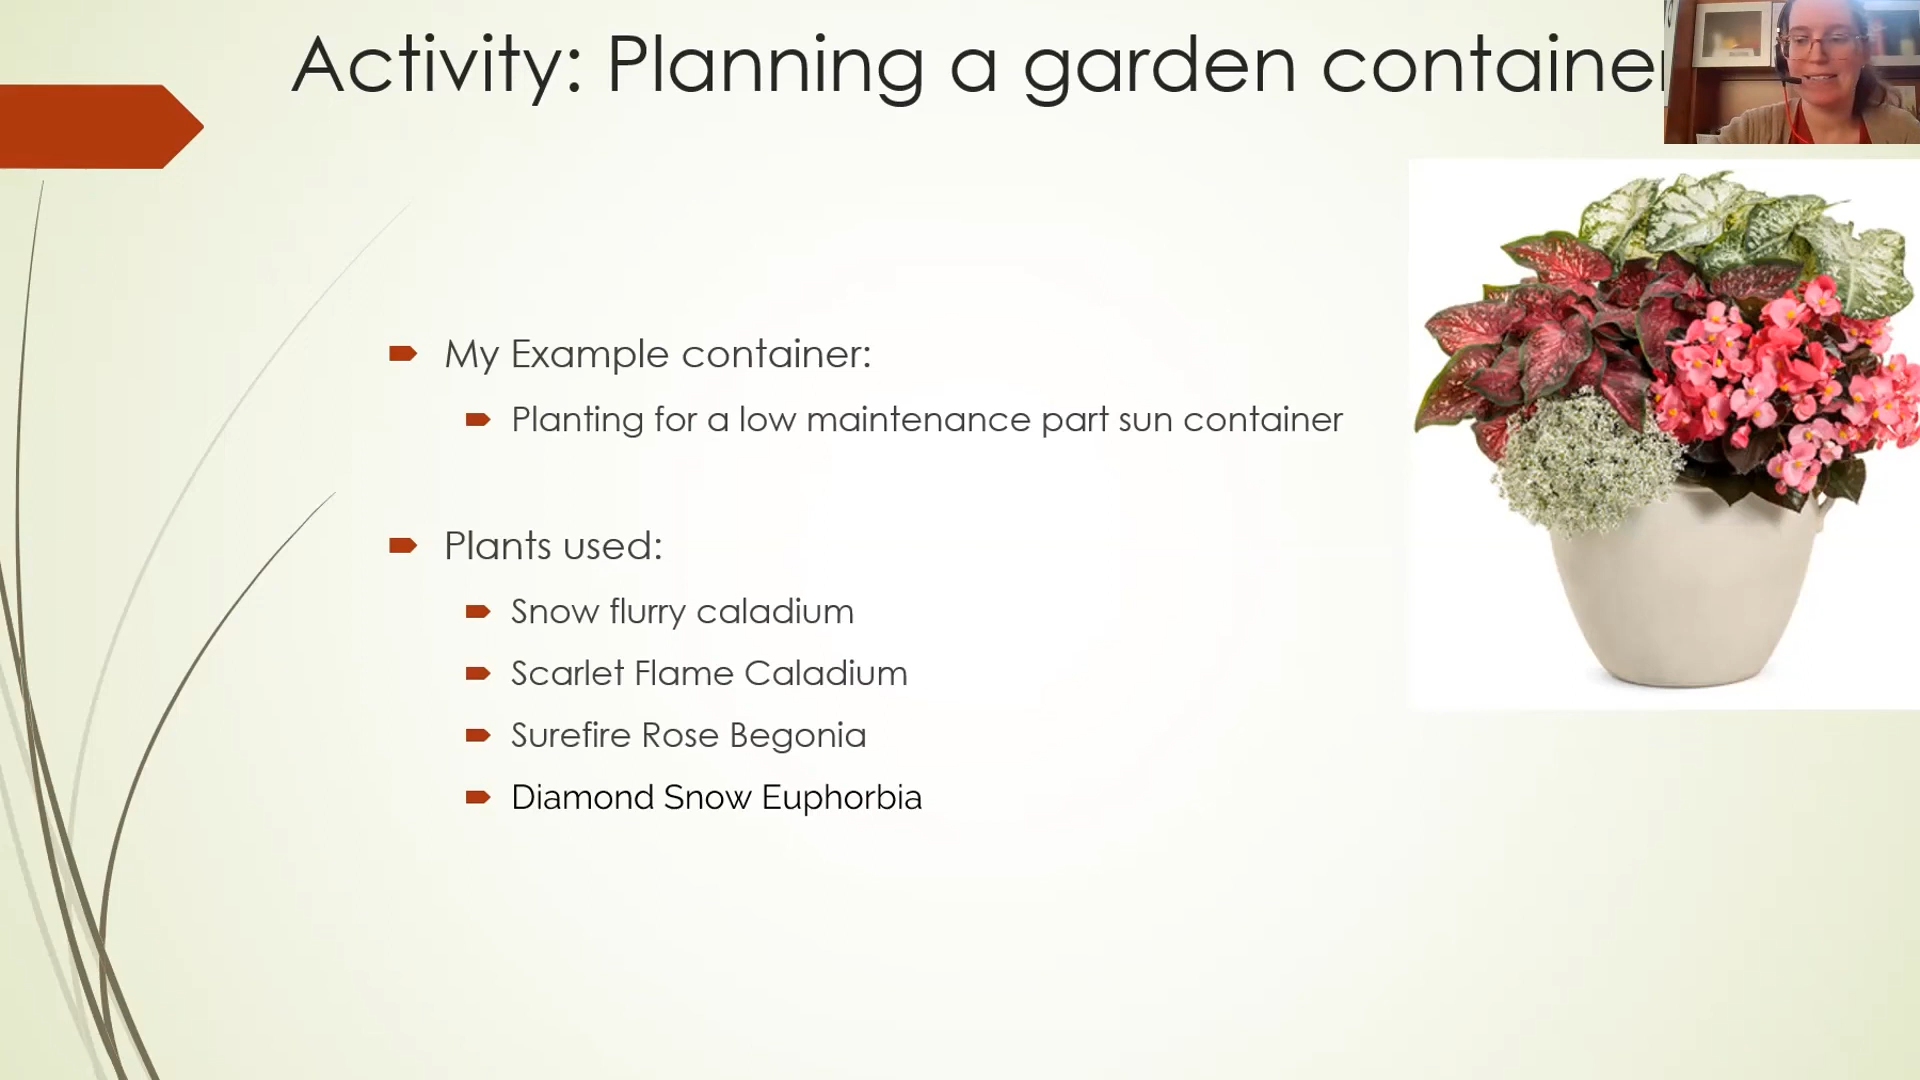 Activity: Planning a garden container
My Example container:
Planting for a low maintenance part sun container
Plants used:
Snow flurry caladium
Scarlet Flame Caladium
Surefire Rose Begonia
Diamond Snow Euphorbia